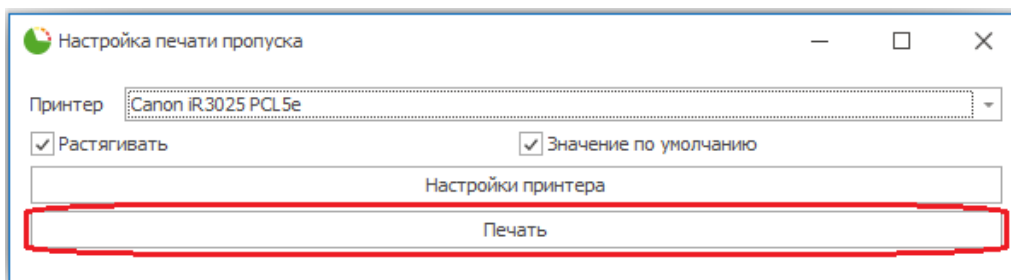 Настройка печати пропуска
Принтер Canon iR3025 PCL5e
Растягивать Значение по умолчанию
Настройки принтера
Печать